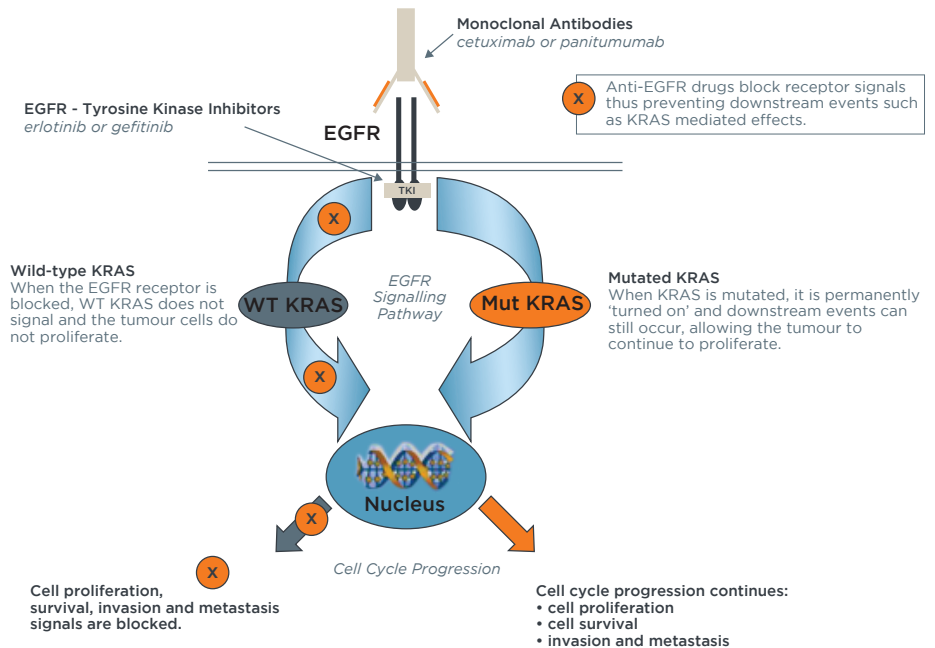 Monoclonal Antibodies
cetuximab or panitumumab
X
Anti-EGFR drugs block receptor signals
thus preventing downstream events such
as KRAS mediated effects.
EGFR - Tyrosine Kinase Inhibitors
erlotinib or gefitinib
EGFR
TKI
X
Wild-type KRAS
When the EGFR receptor is
blocked, WT KRAS does not
signal and the tumour cells do
not proliferate.
WT KRAS
EGFR
Signalling
Pathway
Mut KRAS
Mutated KRAS
When KRAS is mutated, it is permanently
‘turned on’ and downstream events can
still occur, allowing the tumour to
continue to proliferate.
X
Nucleus
X
X
Cell Cycle Progression
Cell proliferation,
survival, invasion and metastasis
signals are blocked.
Cell cycle progression continues:
• cell proliferation
• cell survival
• invasion and metastasis